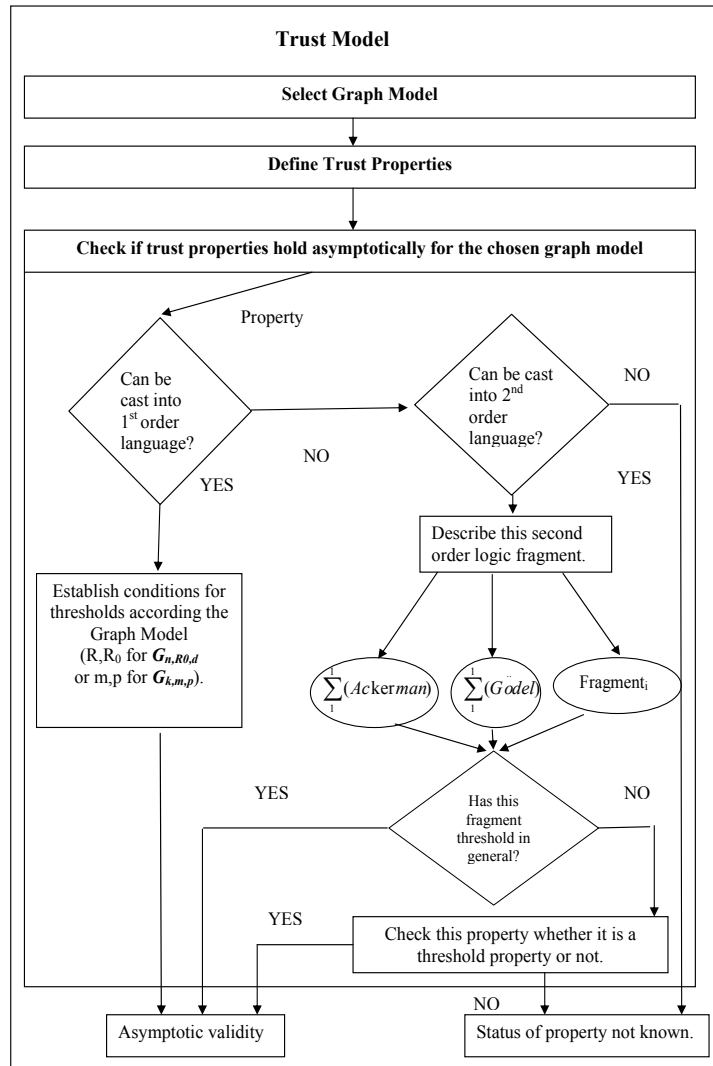 Trust Model
Select Graph Model
Define Trust Properties
Check if trust properties hold asymptotically for the chosen graph model
Property
Can be
cast into
1st order
language?
NO
YES
Can be cast
into 2nd
order
language?
NO
YES
Describe this second
order logic fragment.
Establish conditions for
thresholds according the
Graph Model
(R,R0 for Gn,R0,d
or m,p for Gk,m,p).
∑11(Ackerman)
∑11(Gödel)
Fragmenti
YES
Has this
fragment
threshold in
general?
NO
YES
Check this property whether it is a
threshold property or not.
NO
Asymptotic validity
Status of property not known.